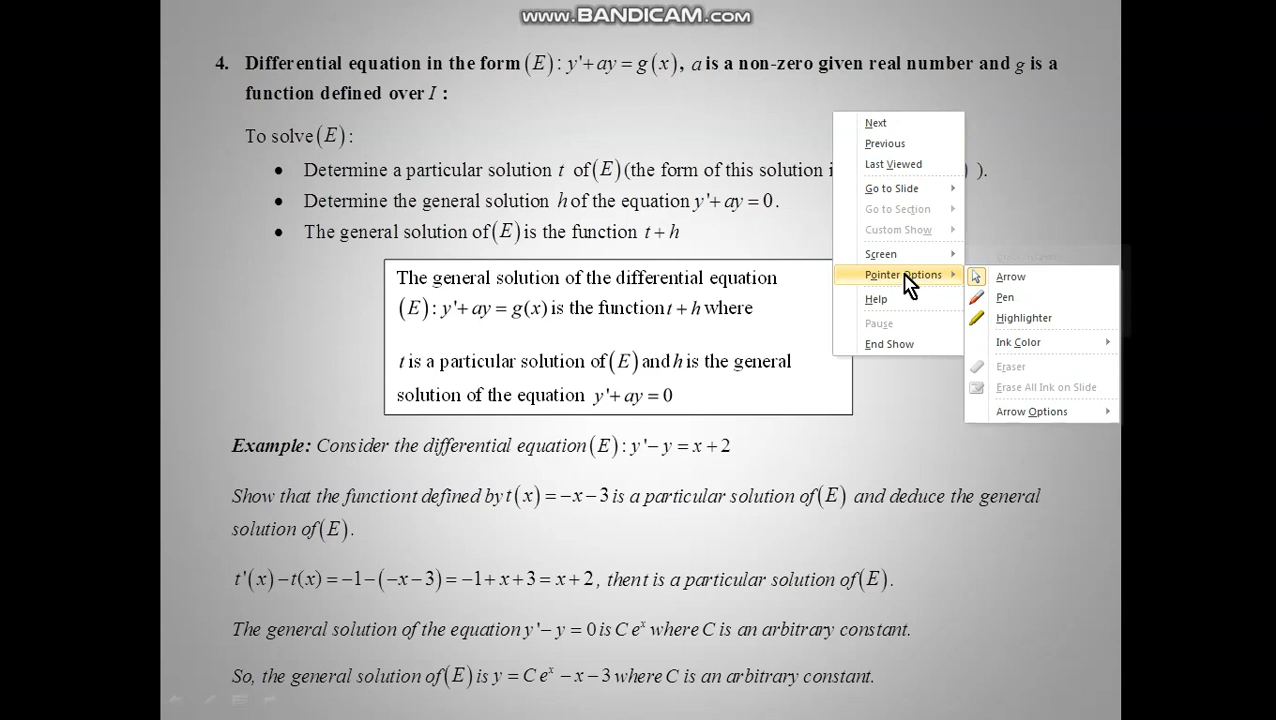 www.BANDICAM.com
4. Differential equation in the form (E): y'+ay = g(x), a is a non-zero given real number and g is a
function defined over I :
To solve (E):
• Determine a particular solution t of (E) (the form of this solution i ).
• Determine the general solution h of the equation y'+ay = 0.
• The general solution of (E) is the function t + h
The general solution of the differential equation
(E): y'+ay = g(x) is the function t + h where
t is a particular solution of (E) and h is the general
solution of the equation y'+ay = 0
Example: Consider the differential equation (E): y'−y = x+2
Show that the functiont defined by t(x) = −x−3 is a particular solution of (E) and deduce the general
solution of (E).
t'(x)−t(x) = −1−(−x−3) = −1+x+3 = x+2, thent is a particular solution of (E).
The general solution of the equation y'−y = 0 is C eˣ where C is an arbitrary constant.
So, the general solution of (E) is y = C eˣ −x−3 where C is an arbitrary constant.
Next
Previous
Last Viewed
Go to Slide
Go to Section
Custom Show
Screen
Pointer Options
Help
Pause
End Show
Arrow
Pen
Highlighter
Ink Color
Eraser
Erase All Ink on Slide
Arrow Options